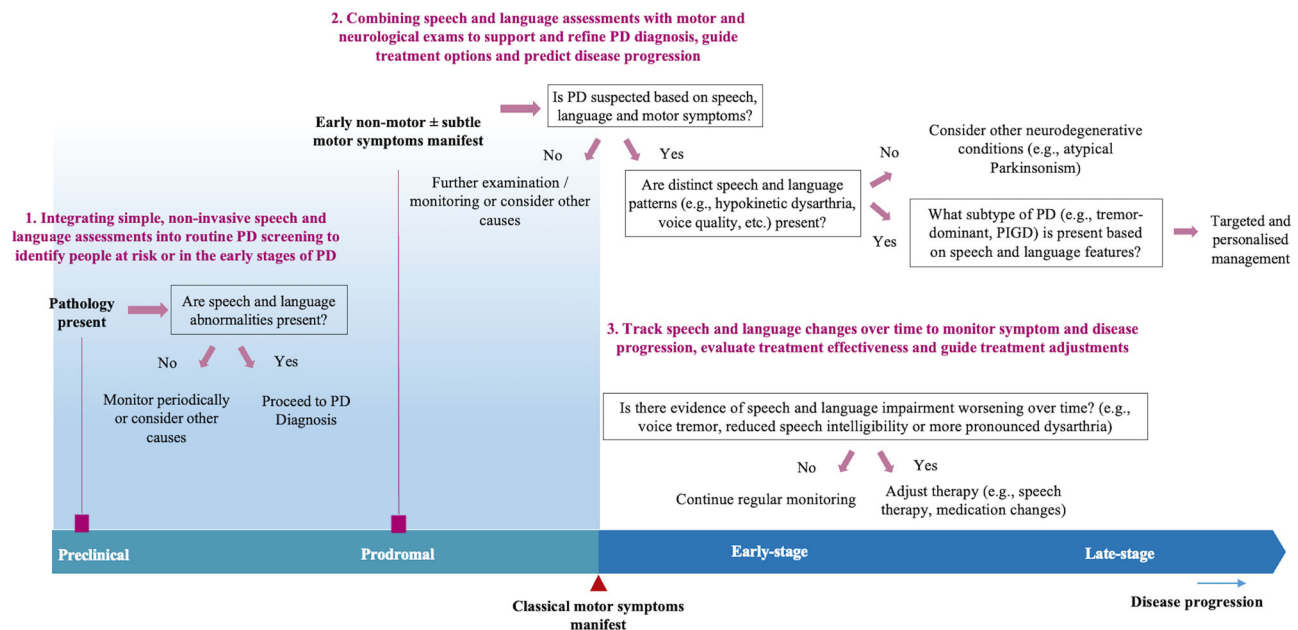 2. Combining speech and language assessments with motor and
neurological exams to support and refine PD diagnosis, guide
treatment options and predict disease progression
Early non-motor ± subtle
motor symptoms manifest
Is PD suspected based on speech,
language and motor symptoms?
No
Yes
Further examination /
monitoring or consider other
causes
Are distinct speech and language
patterns (e.g., hypokinetic dysarthria,
voice quality, etc.) present?
No
Yes
Consider other neurodegenerative
conditions (e.g., atypical
Parkinsonism)
What subtype of PD (e.g., tremor-
dominant, PIGD) is present based
on speech and language features?
Targeted and
personalised
management
1. Integrating simple, non-invasive speech and
language assessments into routine PD screening to
identify people at risk or in the early stages of PD
Pathology
present
Are speech and language
abnormalities present?
No
Yes
Monitor periodically
or consider other
causes
Proceed to PD
Diagnosis
3. Track speech and language changes over time to monitor symptom and disease
progression, evaluate treatment effectiveness and guide treatment adjustments
Is there evidence of speech and language impairment worsening over time? (e.g.,
voice tremor, reduced speech intelligibility or more pronounced dysarthria)
No
Yes
Continue regular monitoring
Adjust therapy (e.g., speech
therapy, medication changes)
Preclinical
Prodromal
Early-stage
Late-stage
Classical motor symptoms
manifest
Disease progression